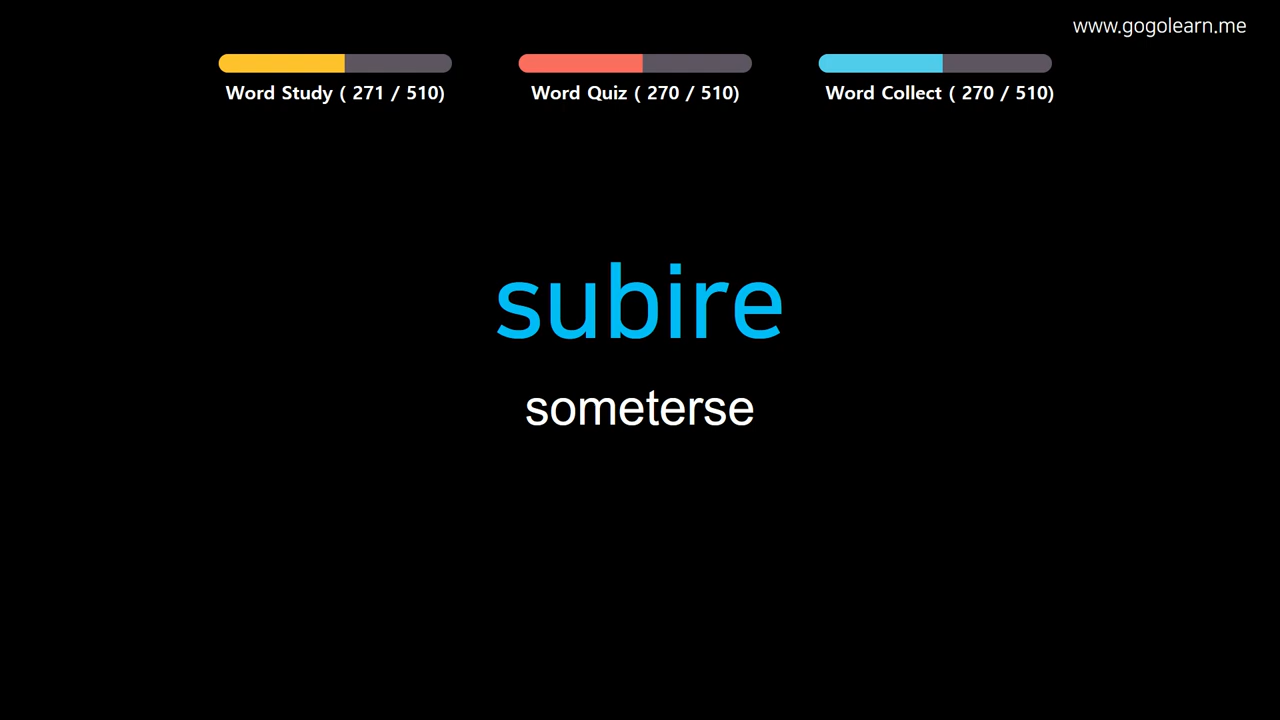 www.gogolearn.me
Word Study ( 271 / 510)
Word Quiz ( 270 / 510)
Word Collect ( 270 / 510)
subire
someterse